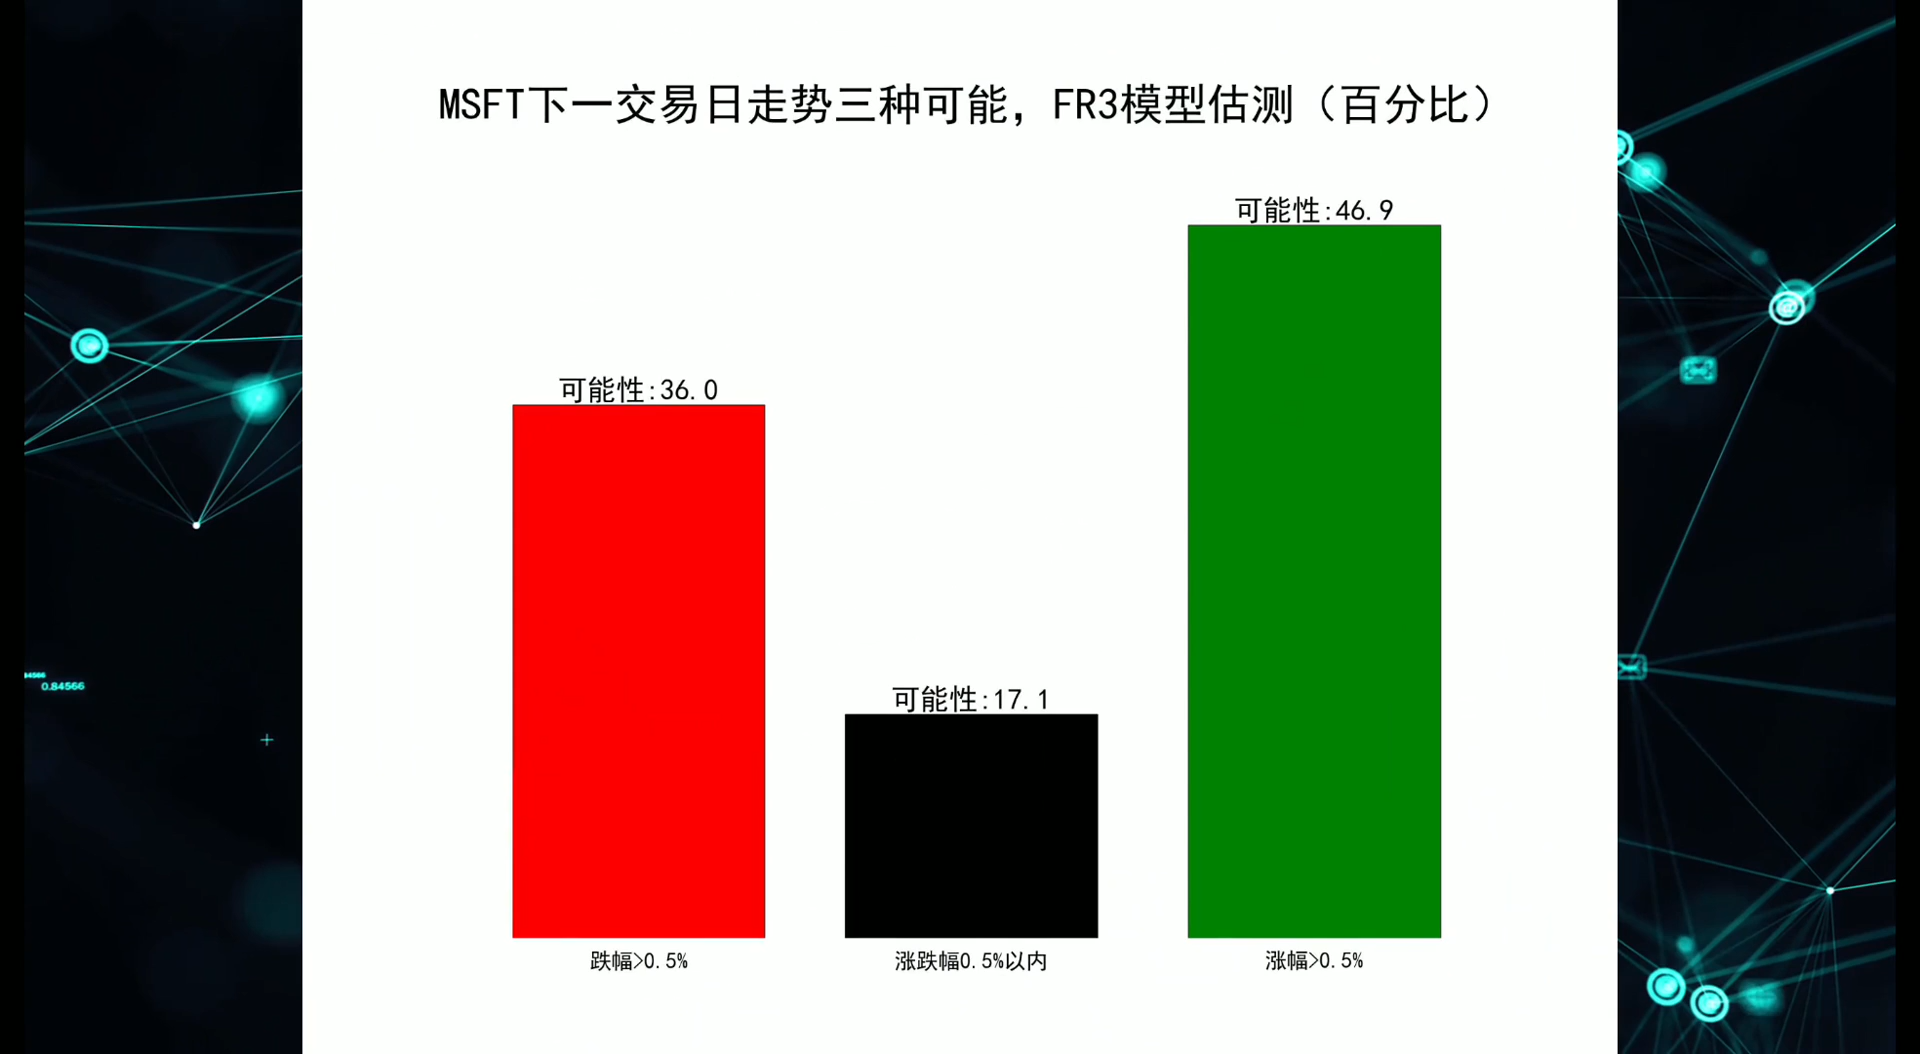 MSFT下一交易日走势三种可能，FR3模型估测（百分比）
可能性:46.9
可能性:36.0
可能性:17.1
跌幅>0.5%
涨跌幅0.5%以内
涨幅>0.5%
0.84566